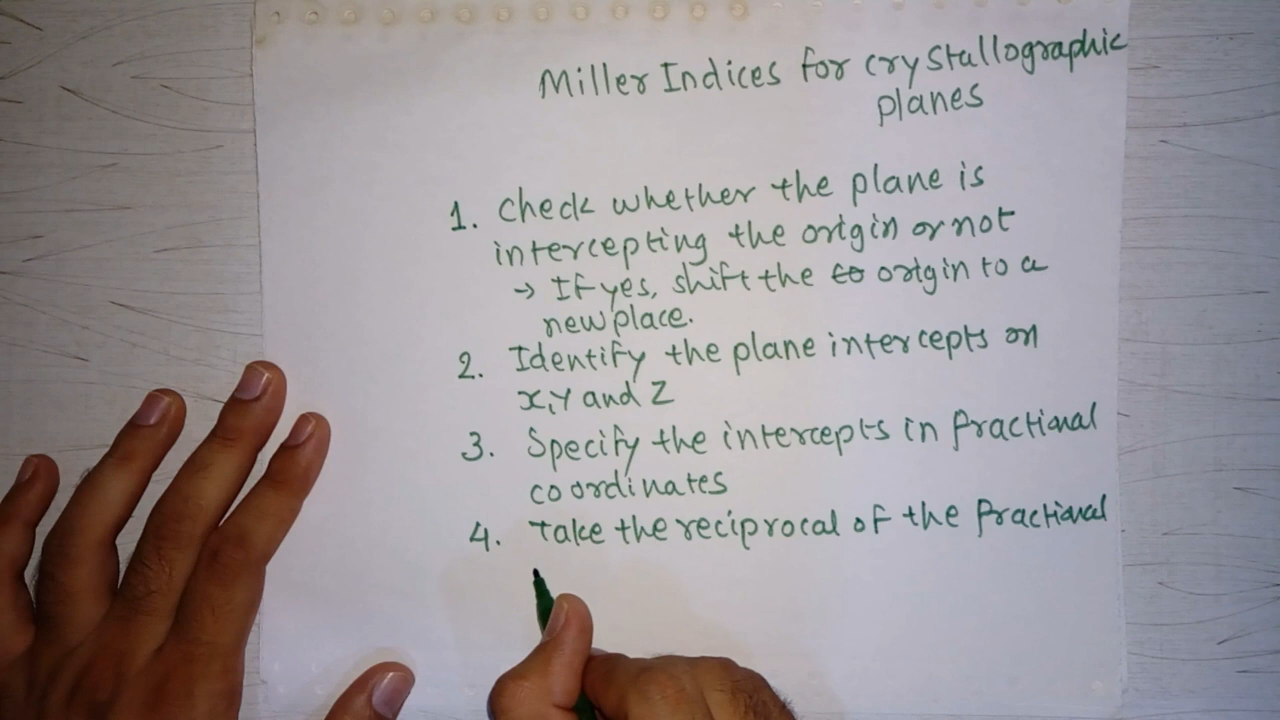 Miller Indices for crystallographic
planes
1. Check whether the plane is
intercepting the origin or not
→ If yes, shift the to origin to a
new place.
2. Identify the plane intercepts on
x, y and z
3. Specify the intercepts in fractional
coordinates
4. Take the reciprocal of the fractional